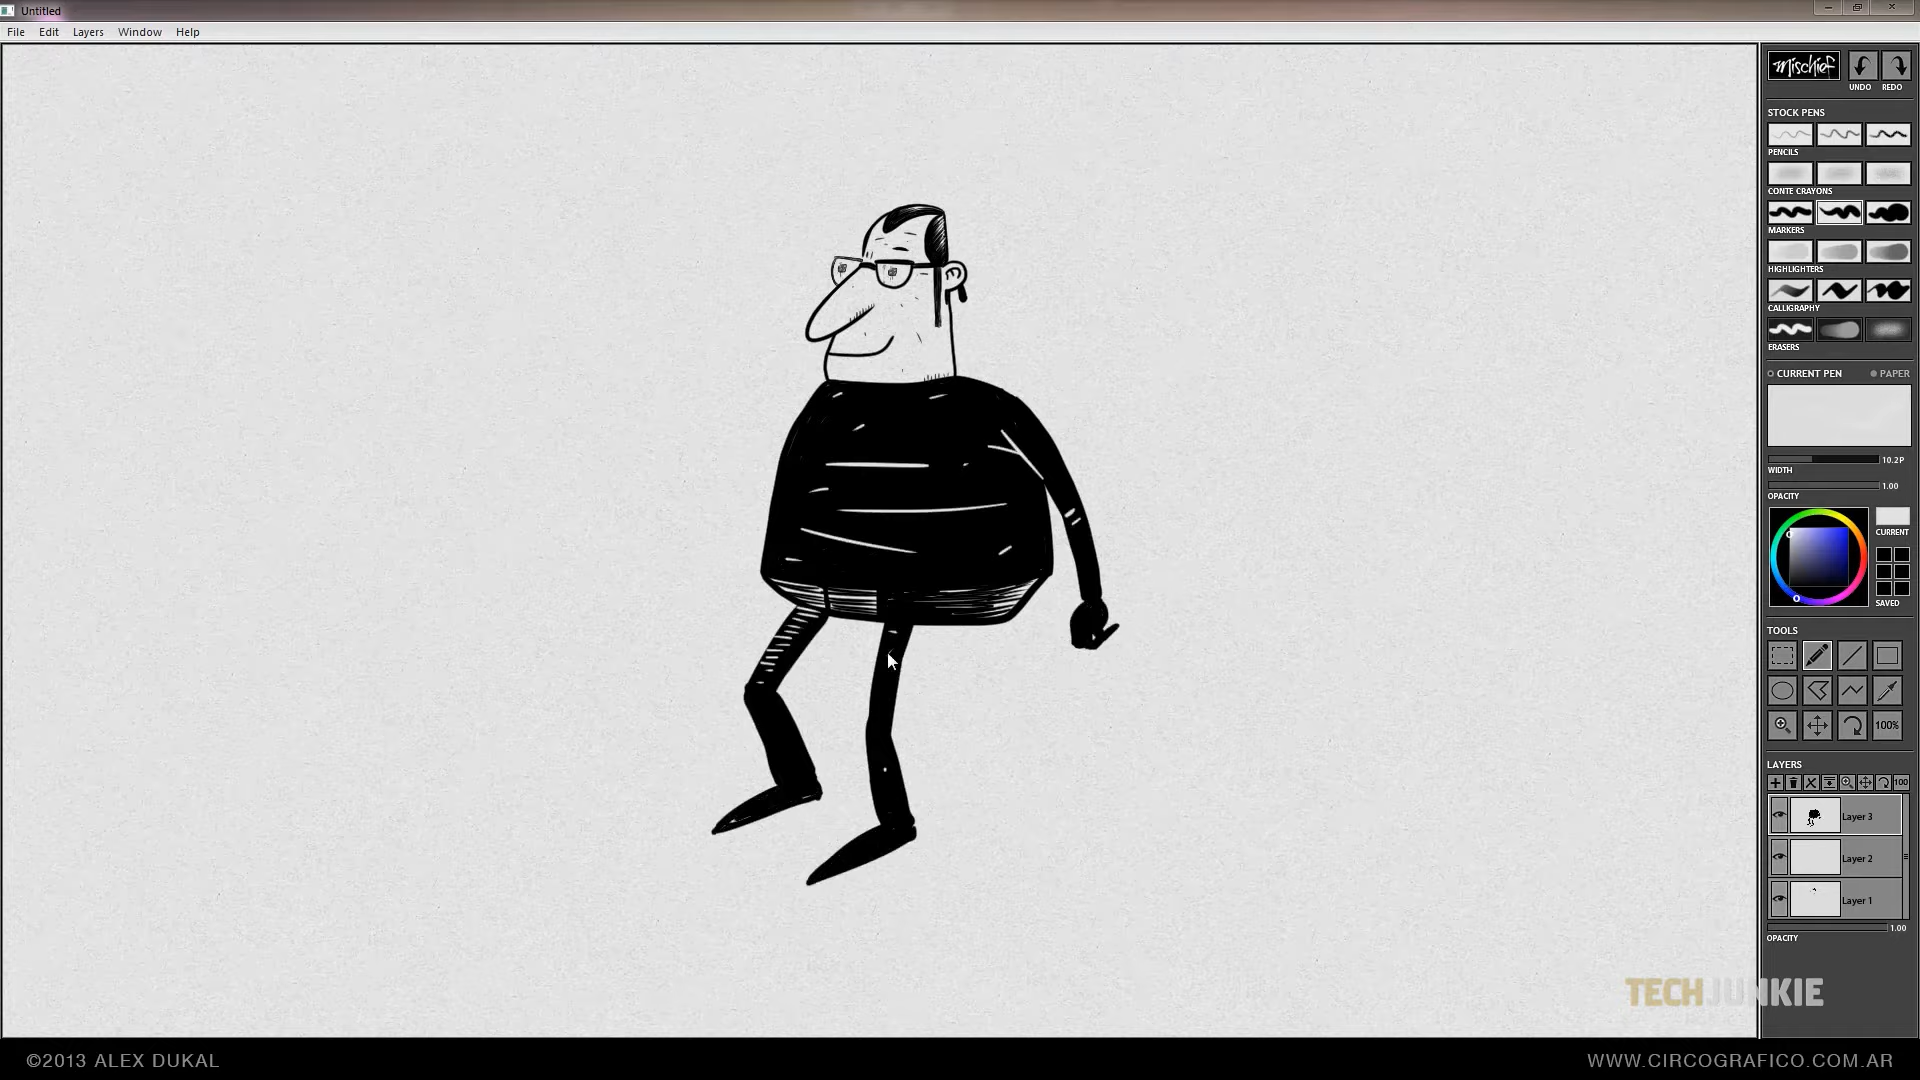 Untitled
File Edit Layers Window Help
Mischief
UNDO REDO
STOCK PENS
PENCILS
CONTE CRAYONS
MARKERS
HIGHLIGHTERS
CALLIGRAPHY
ERASERS
CURRENT PEN PAPER
10.2P
WIDTH
1.00
OPACITY
CURRENT
SAVED
TOOLS
100%
LAYERS
100
Layer 3
Layer 2
Layer 1
1.00
OPACITY
TECHJUNKIE
©2013 ALEX DUKAL
WWW.CIRCOGRAFICO.COM.AR